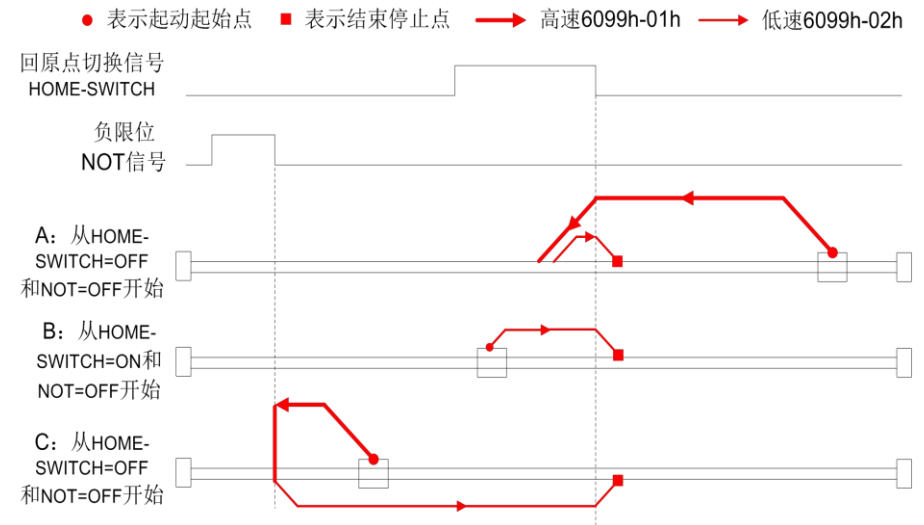 表示起动起始点 表示结束停止点 高速6099h-01h 低速6099h-02h
回原点切换信号
HOME-SWITCH
负限位
NOT信号
A：从HOME-
SWITCH=OFF
和NOT=OFF开始
B：从HOME-
SWITCH=ON和
NOT=OFF开始
C：从HOME-
SWITCH=OFF
和NOT=OFF开始